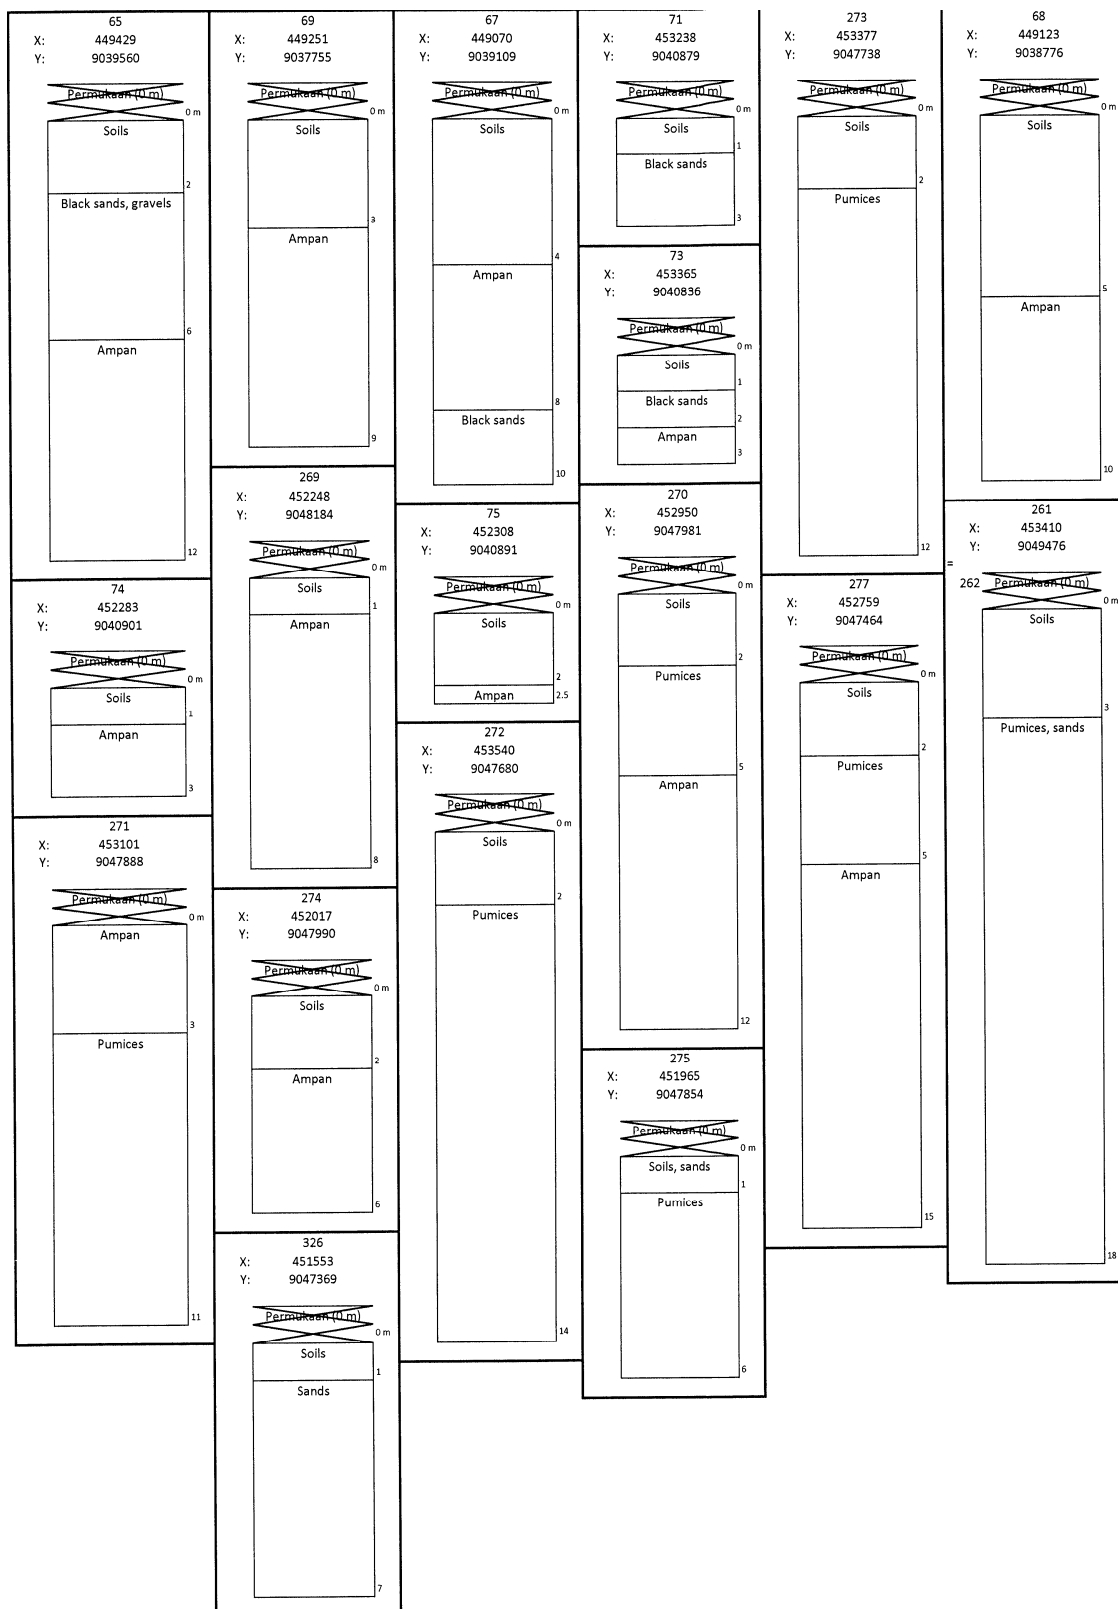 65
X: 449429
Y: 9039560
Permukaan (0 m)
0 m
Soils
2
Black sands, gravels
6
Ampan
12
74
X: 452283
Y: 9040901
Permukaan (0 m)
0 m
Soils
1
Ampan
3
271
X: 453101
Y: 9047888
Permukaan (0 m)
0 m
Ampan
3
Pumices
11
69
X: 449251
Y: 9037755
Permukaan (0 m)
0 m
Soils
3
Ampan
9
269
X: 452248
Y: 9048184
Permukaan (0 m)
0 m
Soils
1
Ampan
8
274
X: 452017
Y: 9047990
Permukaan (0 m)
0 m
Soils
2
Ampan
6
326
X: 451553
Y: 9047369
Permukaan (0 m)
0 m
Soils
1
Sands
7
67
X: 449070
Y: 9039109
Permukaan (0 m)
0 m
Soils
4
Ampan
8
Black sands
10
75
X: 452308
Y: 9040891
Permukaan (0 m)
0 m
Soils
2
Ampan
2.5
272
X: 453540
Y: 9047680
Permukaan (0 m)
0 m
Soils
2
Pumices
14
71
X: 453238
Y: 9040879
Permukaan (0 m)
0 m
Soils
1
Black sands
3
73
X: 453365
Y: 9040836
Permukaan (0 m)
0 m
Soils
1
Black sands
2
Ampan
3
270
X: 452950
Y: 9047981
Permukaan (0 m)
0 m
Soils
2
Pumices
5
Ampan
12
275
X: 451965
Y: 9047854
Permukaan (0 m)
0 m
Soils, sands
1
Pumices
6
273
X: 453377
Y: 9047738
Permukaan (0 m)
0 m
Soils
2
Pumices
12
277
X: 452759
Y: 9047464
Permukaan (0 m)
0 m
Soils
2
Pumices
5
Ampan
15
68
X: 449123
Y: 9038776
Permukaan (0 m)
0 m
Soils
5
Ampan
10
261
X: 453410
Y: 9049476
=
262 Permukaan (0 m)
0 m
Soils
3
Pumices, sands
18